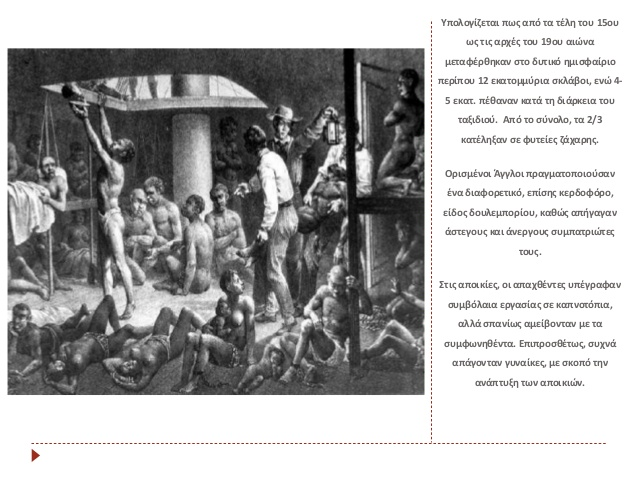 Υπολογίζεται πως από τα τέλη του 15ου
ως τις αρχές του 19ου αιώνα
μεταφέρθηκαν στο δυτικό ημισφαίριο
περίπου 12 εκατομμύρια σκλάβοι, ενώ 4-
5 εκατ. πέθαναν κατά τη διάρκεια του
ταξιδιού. Από το σύνολο, τα 2/3
κατέληξαν σε φυτείες ζάχαρης.
Ορισμένοι Άγγλοι πραγματοποιούσαν
ένα διαφορετικό, επίσης κερδοφόρο,
είδος δουλεμπορίου, καθώς απήγαγαν
άστεγους και άνεργους συμπατριώτες
τους.
Στις αποικίες, οι απαχθέντες υπέγραφαν
συμβόλαια εργασίας σε καπνοτόπια,
αλλά σπανίως αμείβονταν με τα
συμφωνηθέντα. Επιπροσθέτως, συχνά
απάγονταν γυναίκες, με σκοπό την
ανάπτυξη των αποικιών.